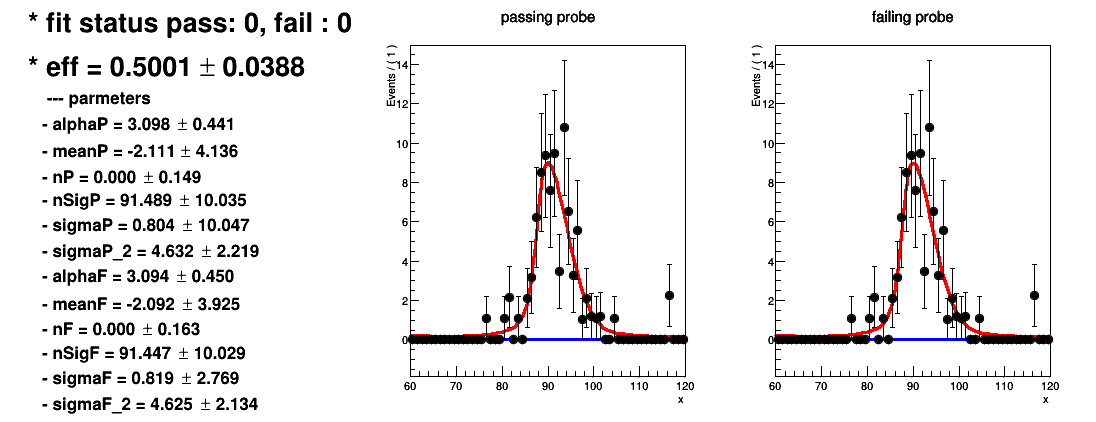 * fit status pass: 0, fail : 0
* eff = 0.5001 ± 0.0388
--- parmeters
- alphaP = 3.098 ± 0.441
- meanP = -2.111 ± 4.136
- nP = 0.000 ± 0.149
- nSigP = 91.489 ± 10.035
- sigmaP = 0.804 ± 10.047
- sigmaP_2 = 4.632 ± 2.219
- alphaF = 3.094 ± 0.450
- meanF = -2.092 ± 3.925
- nF = 0.000 ± 0.163
- nSigF = 91.447 ± 10.029
- sigmaF = 0.819 ± 2.769
- sigmaF_2 = 4.625 ± 2.134
passing probe
Events / ( 1 )
14
12
10
8
6
4
2
0
60 70 80 90 100 110 120
x
failing probe
Events / ( 1 )
14
12
10
8
6
4
2
0
60 70 80 90 100 110 120
x